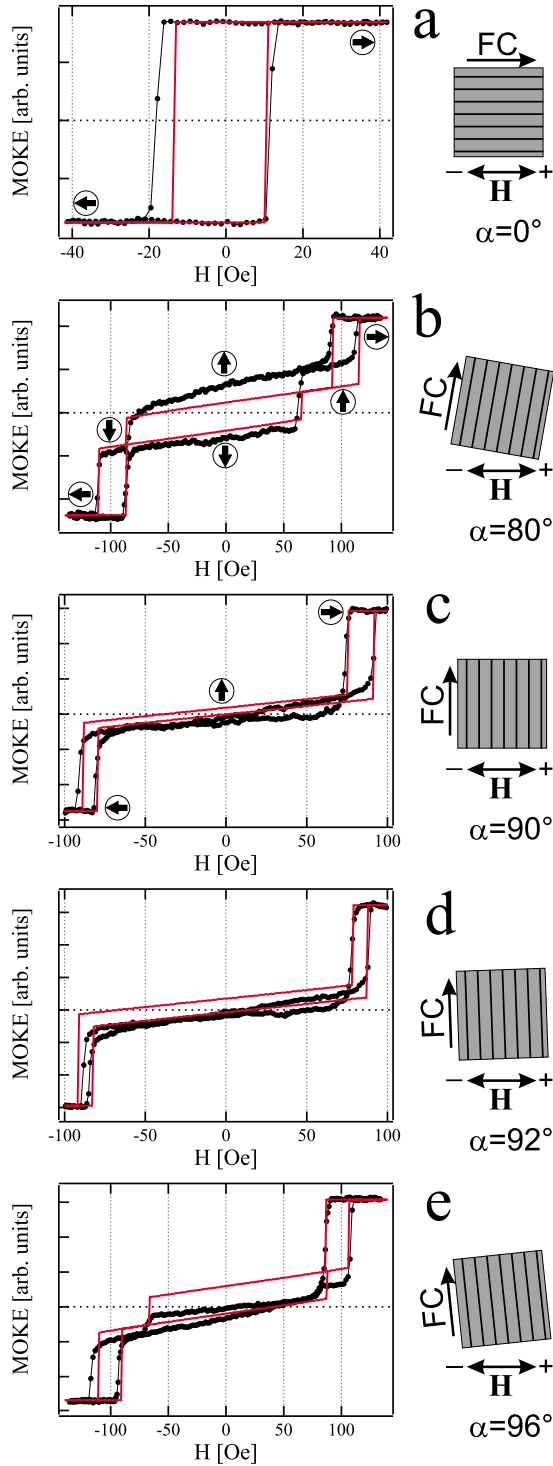 a
MOKE [arb. units]
-40 -20 0 20 40
H [Oe]
FC
− H +
α=0°
b
MOKE [arb. units]
-100 -50 0 50 100
H [Oe]
FC
− H +
α=80°
c
MOKE [arb. units]
-100 -50 0 50 100
H [Oe]
FC
− H +
α=90°
d
MOKE [arb. units]
-100 -50 0 50 100
H [Oe]
FC
− H +
α=92°
e
MOKE [arb. units]
-100 -50 0 50 100
H [Oe]
FC
− H +
α=96°